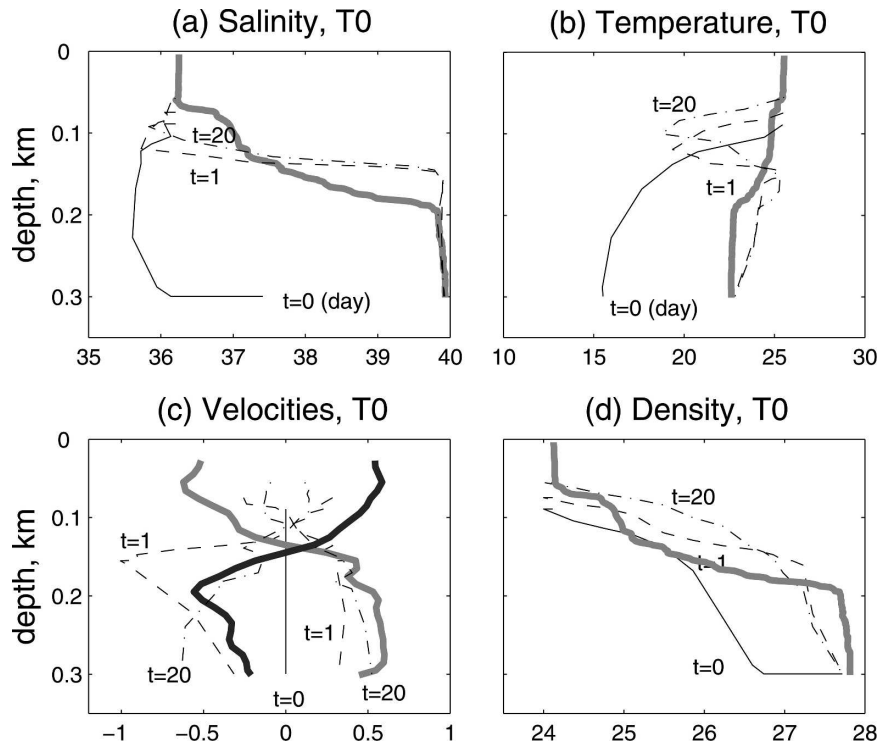 (a) Salinity, T0
(b) Temperature, T0
0
0.1
0.2
0.3
depth, km
t=20
t=1
t=0 (day)
35 36 37 38 39 40
t=20
t=1
t=0 (day)
10 15 20 25 30
(c) Velocities, T0
(d) Density, T0
0
0.1
0.2
0.3
depth, km
t=1
t=1
t=20
t=0
t=20
−1 −0.5 0 0.5 1
t=20
t=1
t=0
24 25 26 27 28